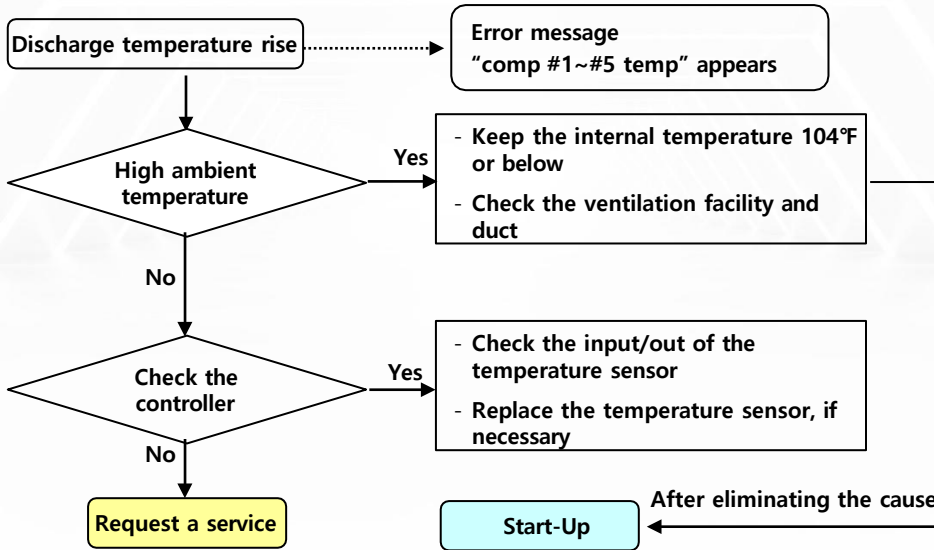 Discharge temperature rise
Error message
“comp #1~#5 temp” appears
High ambient
temperature
Yes
- Keep the internal temperature 104°F
or below
- Check the ventilation facility and
duct
No
Check the
controller
Yes
- Check the input/out of the
temperature sensor
- Replace the temperature sensor, if
necessary
No
Request a service
Start-Up
After eliminating the cause